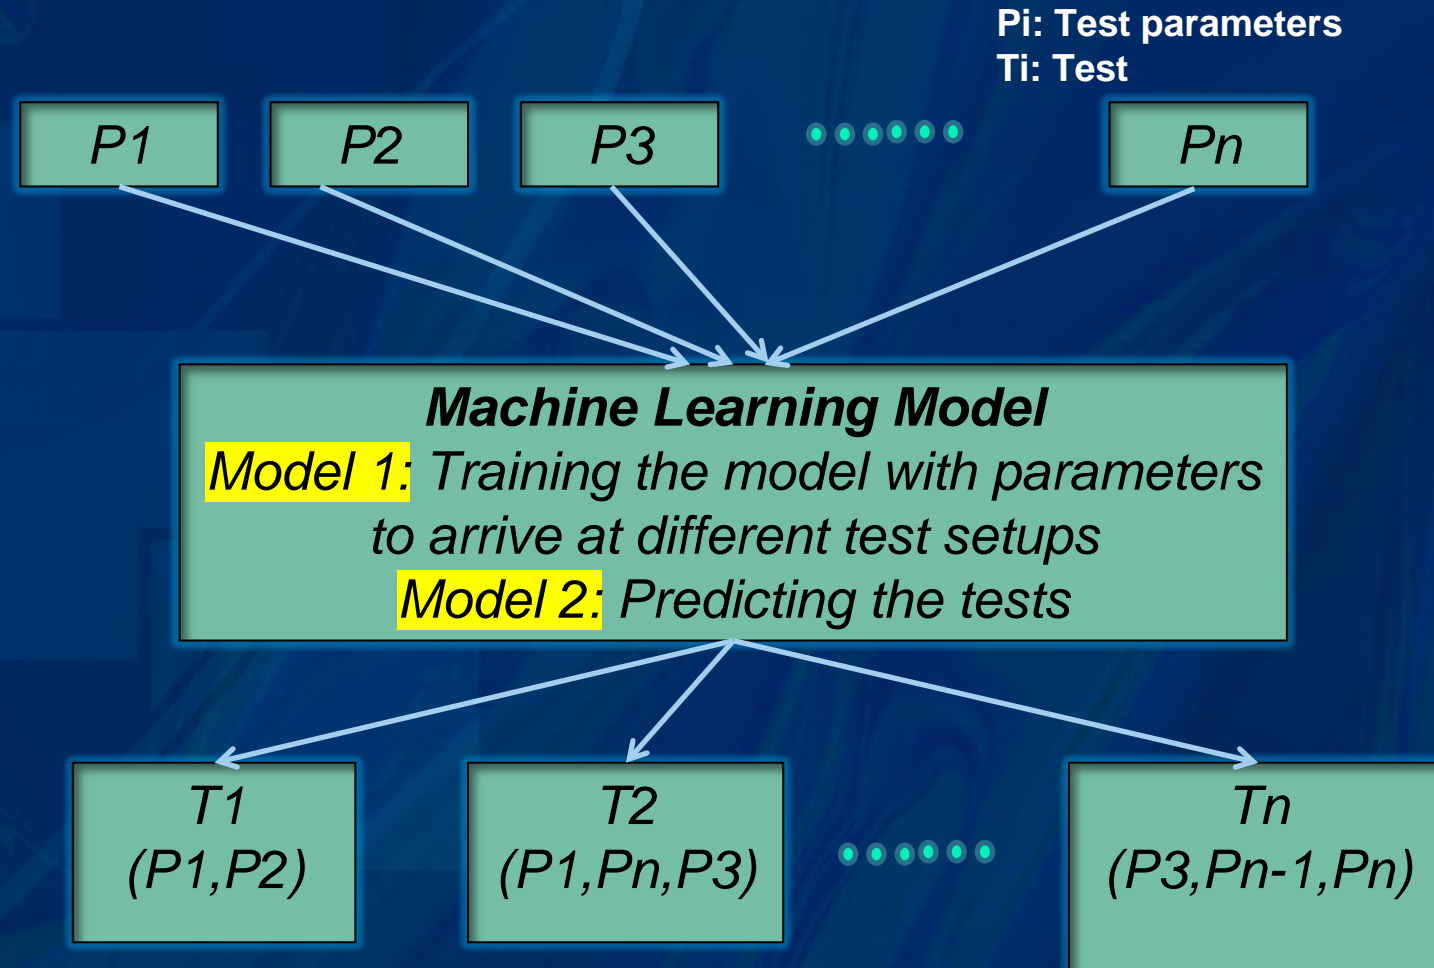 Pi: Test parameters
Ti: Test
P1
P2
P3
Pn
Machine Learning Model
Model 1: Training the model with parameters
to arrive at different test setups
Model 2: Predicting the tests
T1
(P1,P2)
T2
(P1,Pn,P3)
Tn
(P3,Pn-1,Pn)